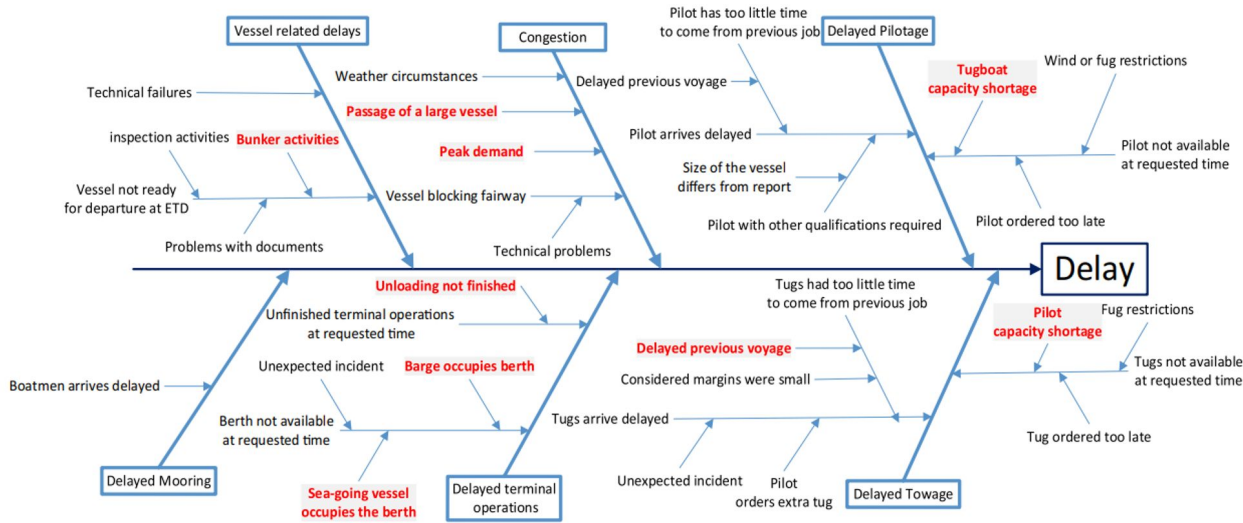 Vessel related delays
Technical failures
inspection activities
Bunker activities
Vessel not ready
for departure at ETD
Problems with documents
Congestion
Weather circumstances
Passage of a large vessel
Peak demand
Vessel blocking fairway
Technical problems
Delayed Pilotage
Pilot has too little time
to come from previous job
Delayed previous voyage
Pilot arrives delayed
Size of the vessel
differs from report
Pilot with other qualifications required
Tugboat
capacity shortage
Wind or fug restrictions
Pilot not available
at requested time
Pilot ordered too late
Delay
Delayed Mooring
Boatmen arrives delayed
Delayed terminal
operations
Unloading not finished
Unfinished terminal operations
at requested time
Unexpected incident
Barge occupies berth
Berth not available
at requested time
Sea-going vessel
occupies the berth
Delayed Towage
Tugs had too little time
to come from previous job
Delayed previous voyage
Considered margins were small
Tugs arrive delayed
Unexpected incident
Pilot
orders extra tug
Pilot
capacity shortage
Fug restrictions
Tugs not available
at requested time
Tug ordered too late